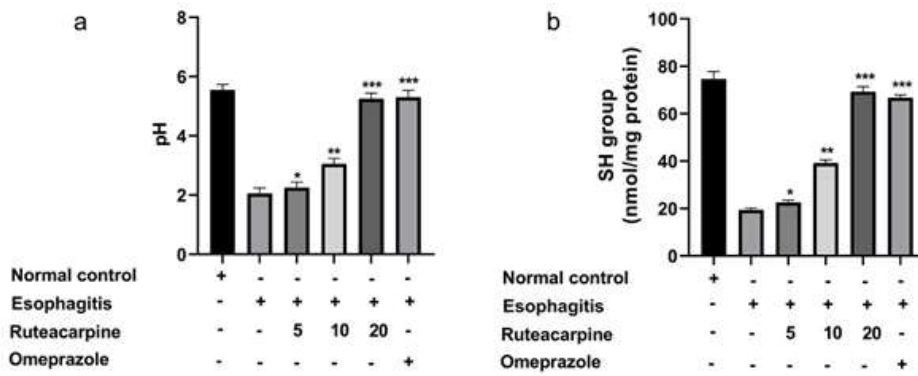 a
8
6
4
2
0
pH
*
**
***
***
Normal control + - - - - -
Esophagitis - + + + + +
Ruteacarpine - - 5 10 20 -
Omeprazole - - - - - +
b
100
80
60
40
20
0
SH group
(nmol/mg protein)
*
**
***
***
Normal control + - - - - -
Esophagitis - + + + + +
Ruteacarpine - - 5 10 20 -
Omeprazole - - - - - +